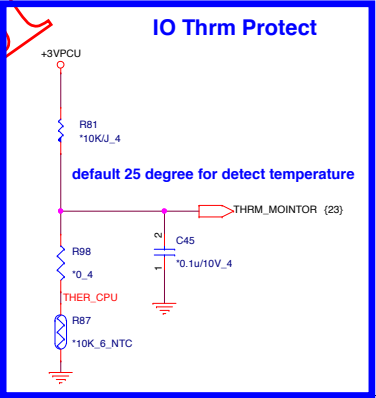 IO Thrm Protect
+3VPCU
R81
*10K/J_4
default 25 degree for detect temperature
THRM_MOINTOR {23}
2
C45
R98
1
*0.1u/10V_4
*0_4
THER_CPU
R87
*10K_6_NTC